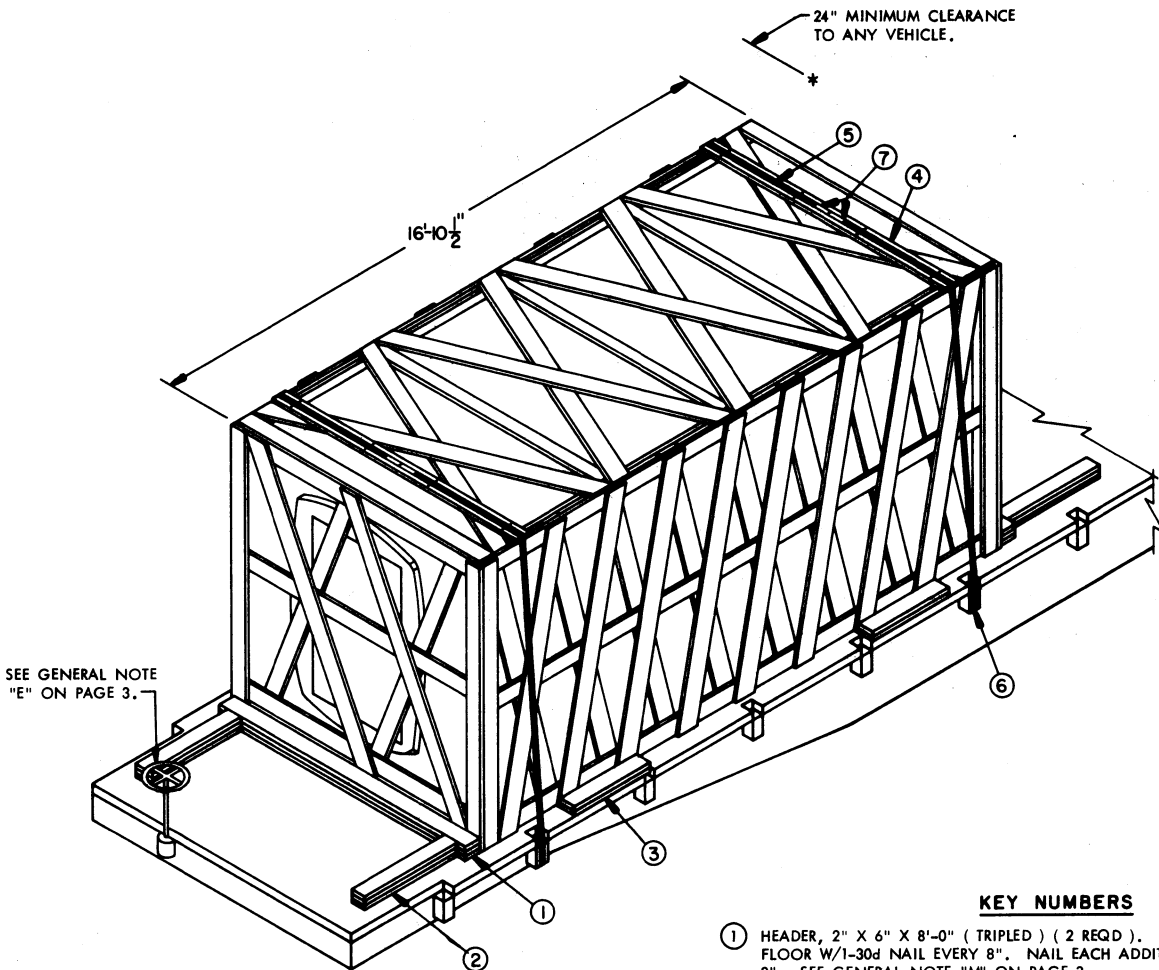 24" MINIMUM CLEARANCE
TO ANY VEHICLE.
*
5
7
4
16'-10 1/2"
SEE GENERAL NOTE
"E" ON PAGE 3.
6
3
1
2
KEY NUMBERS
1 HEADER, 2" X 6" X 8'-0" ( TRIPLED ) ( 2 REQD ).
FLOOR W/1-30d NAIL EVERY 8". NAIL EACH ADDIT